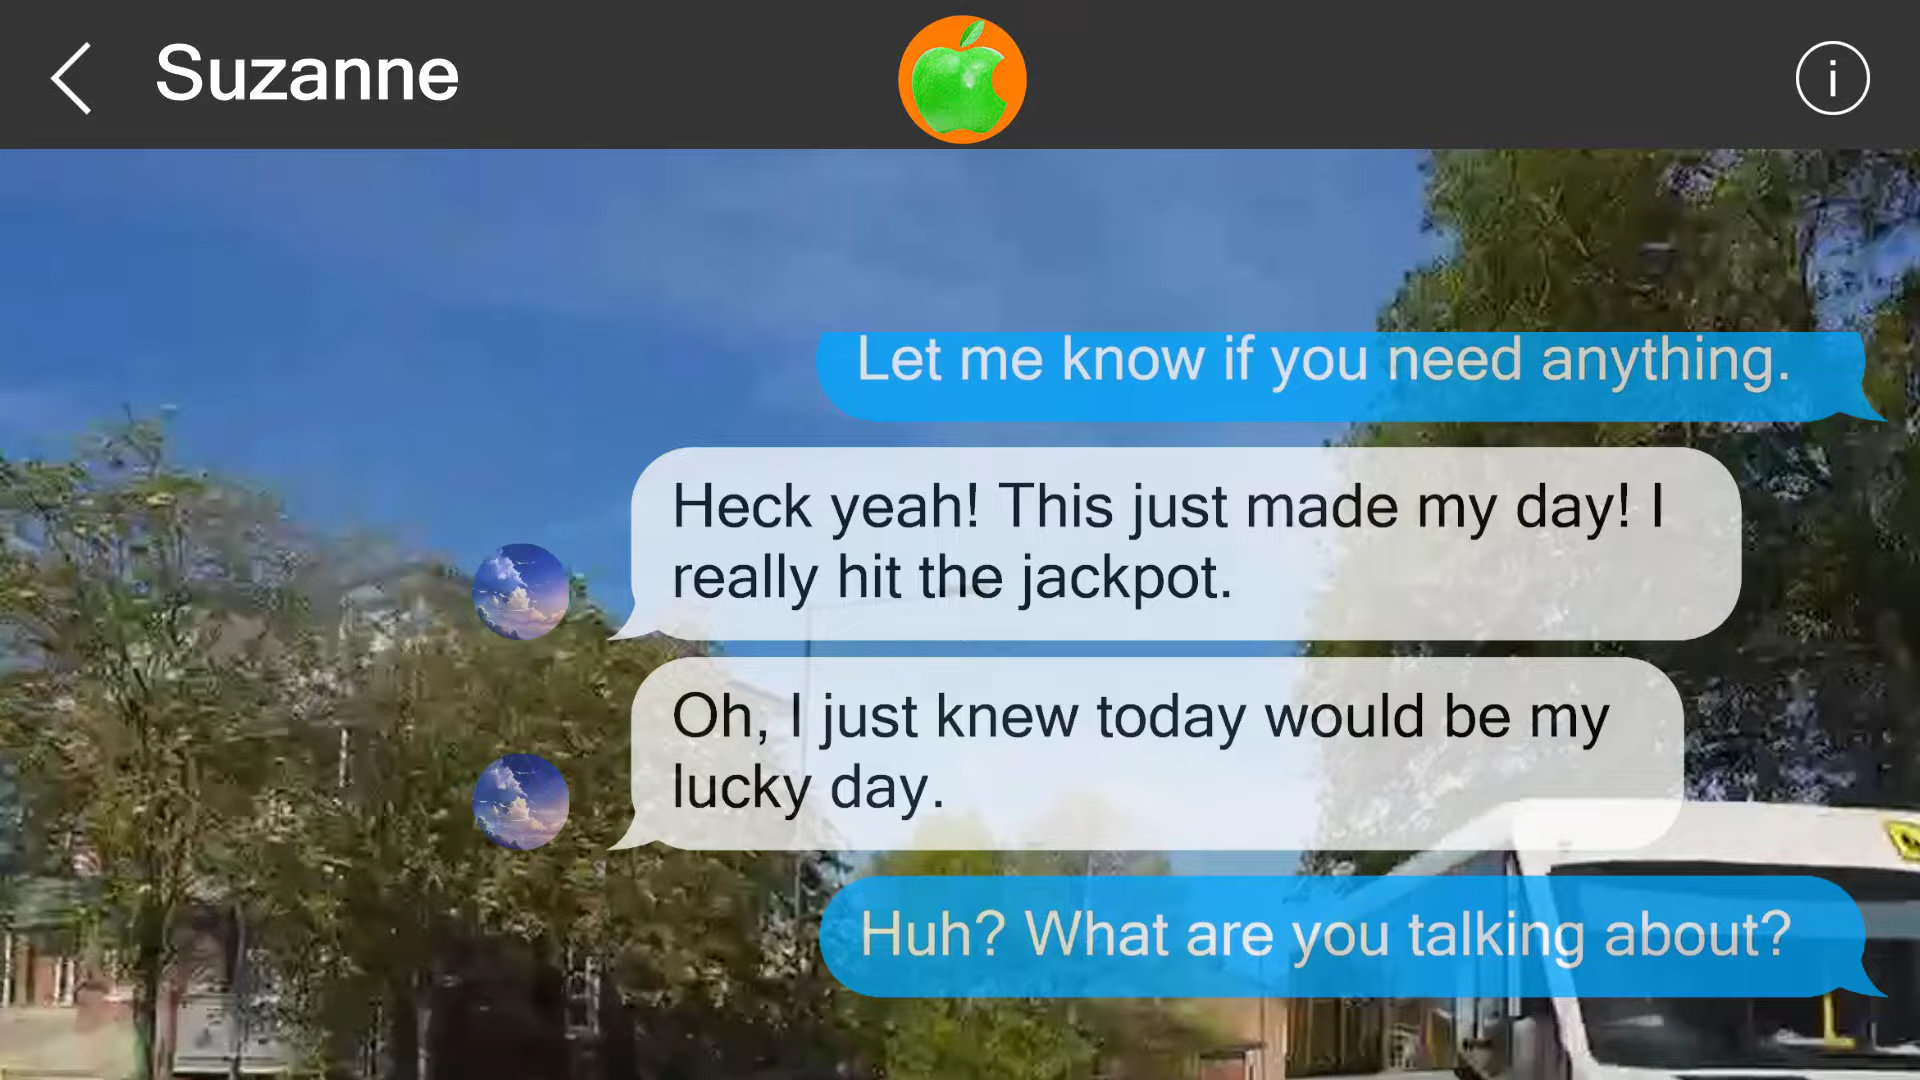 Suzanne
Let me know if you need anything.
Heck yeah! This just made my day! I
really hit the jackpot.
Oh, I just knew today would be my
lucky day.
Huh? What are you talking about?